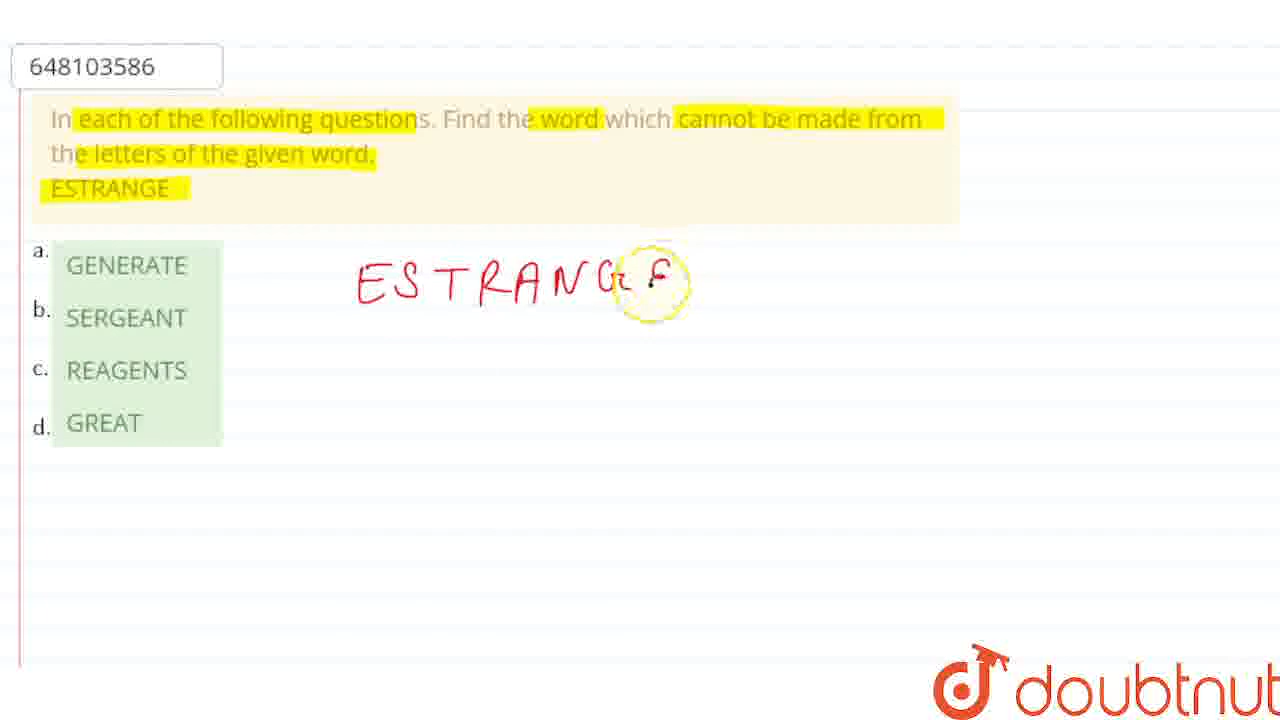 648103586
In each of the following questions. Find the word which cannot be made from
the letters of the given word.
ESTRANGE
a. GENERATE
b. SERGEANT
c. REAGENTS
d. GREAT
ESTRANGE
doubtnut